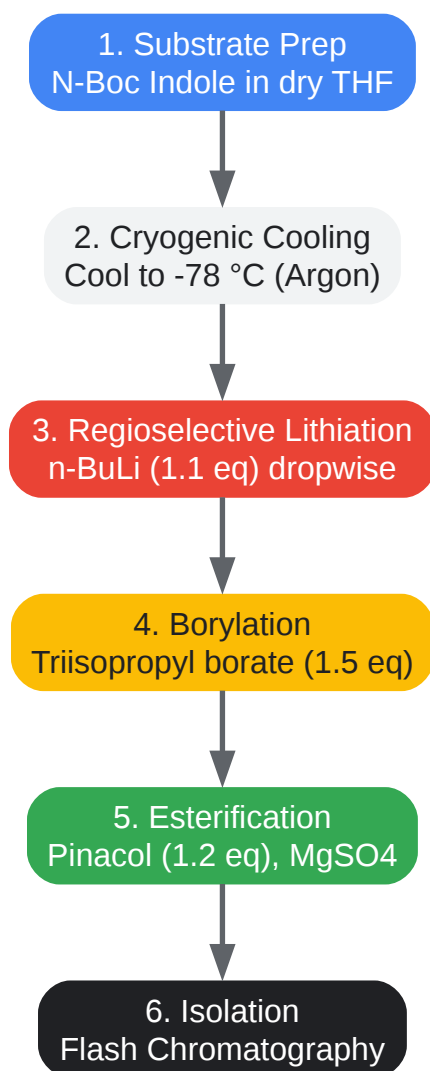 1. Substrate Prep
N-Boc Indole in dry THF
2. Cryogenic Cooling
Cool to -78 °C (Argon)
3. Regioselective Lithiation
n-BuLi (1.1 eq) dropwise
4. Borylation
Triisopropyl borate (1.5 eq)
5. Esterification
Pinacol (1.2 eq), MgSO4
6. Isolation
Flash Chromatography